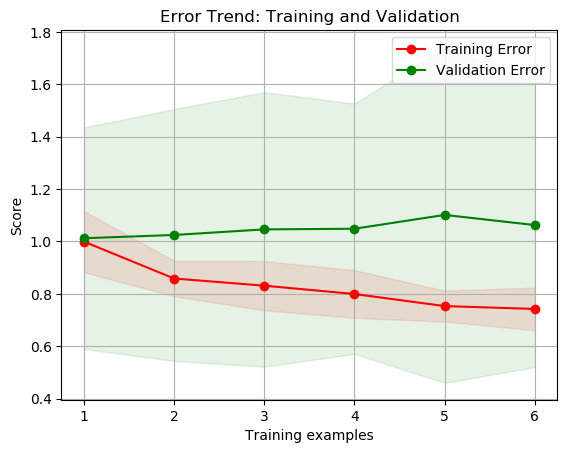 Error Trend: Training and Validation
Training Error
Validation Error
1.8
1.6
1.4
1.2
1.0
0.8
0.6
0.4
Score
1 2 3 4 5 6
Training examples